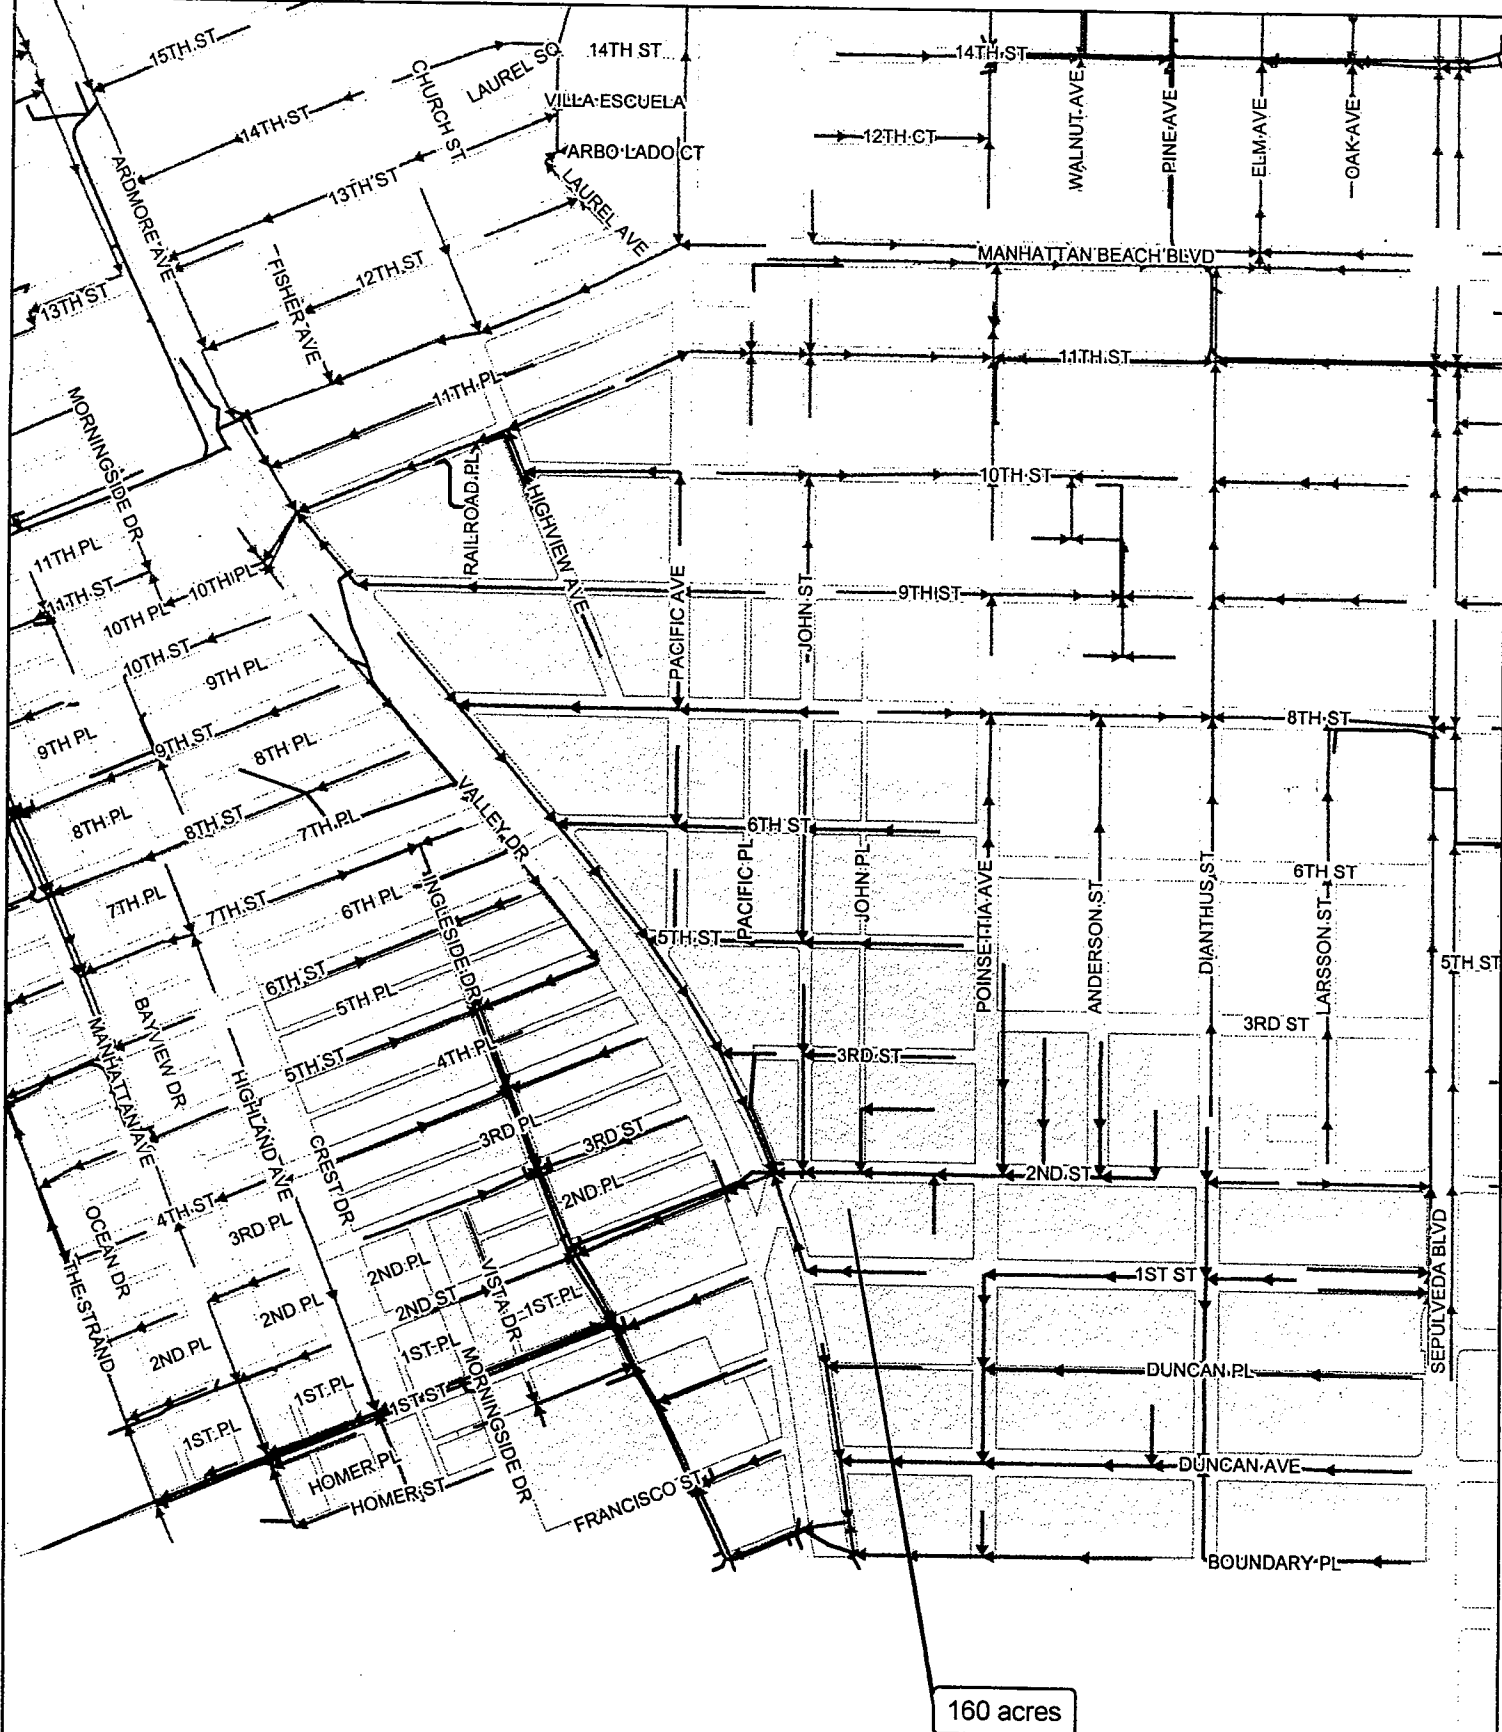 15TH ST
14TH ST
CHURCH ST
LAUREL SQ
14TH ST
VILLA ESCUELA
ARBOLADO CT
LAUREL AVE
14TH ST
12TH CT
WALNUT AVE
PINE AVE
ELM AVE
OAK AVE
ARDMORE AVE
13TH ST
12TH ST
FISHER AVE
13TH ST
MANHATTAN BEACH BLVD
11TH ST
11TH PL
MORNINGSIDE DR
RAILROAD PL
HIGHVIEW AVE
10TH ST
11TH PL
11TH ST
10TH PL
10TH PL
10TH ST
9TH PL
PACIFIC AVE
JOHN ST
9TH ST
9TH PL
9TH ST
8TH PL
8TH ST
8TH PL
8TH ST
7TH PL
VALLEY DR
6TH ST
PACIFIC PL
JOHN PL
POINSETTIA AVE
ANDERSON ST
DIANTHUS ST
6TH ST
LARSSON ST
7TH PL
7TH ST
6TH PL
INGLESIDE DR
5TH ST
5TH ST
6TH ST
5TH PL
MANHATTAN AVE
BAYVIEW DR
HIGHLAND AVE
5TH ST
4TH PL
3RD ST
3RD ST
CREST DR
3RD PL
3RD ST
2ND PL
2ND ST
4TH ST
3RD PL
OCEAN DR
THE STRAND
2ND PL
2ND ST
VISTA DR
1ST PL
1ST ST
SEPULVEDA BLVD
2ND PL
2ND PL
1ST PL
MORNINGSIDE DR
DUNCAN PL
1ST PL
1ST ST
1ST PL
HOMER PL
HOMER ST
FRANCISCO ST
DUNCAN AVE
BOUNDARY PL
160 acres